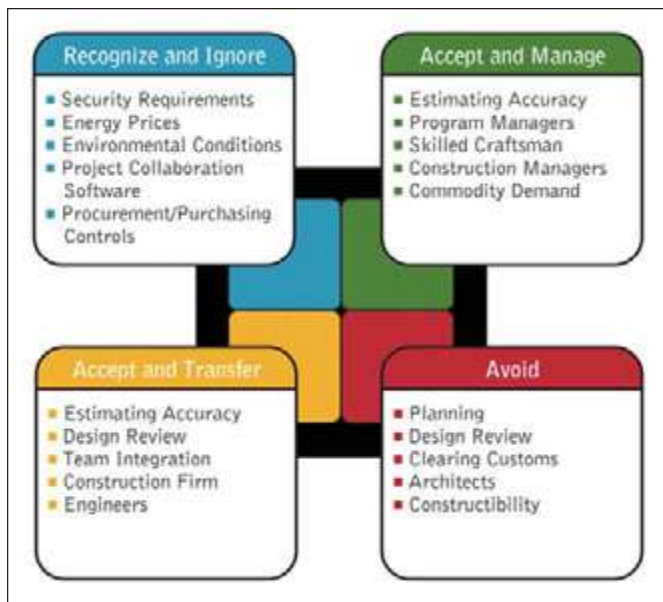 Recognize and Ignore
Security Requirements
Energy Prices
Environmental Conditions
Project Collaboration
Software
Procurement/Purchasing
Controls
Accept and Manage
Estimating Accuracy
Program Managers
Skilled Craftsman
Construction Managers
Commodity Demand
Accept and Transfer
Estimating Accuracy
Design Review
Team Integration
Construction Firm
Engineers
Avoid
Planning
Design Review
Clearing Customs
Architects
Constructibility